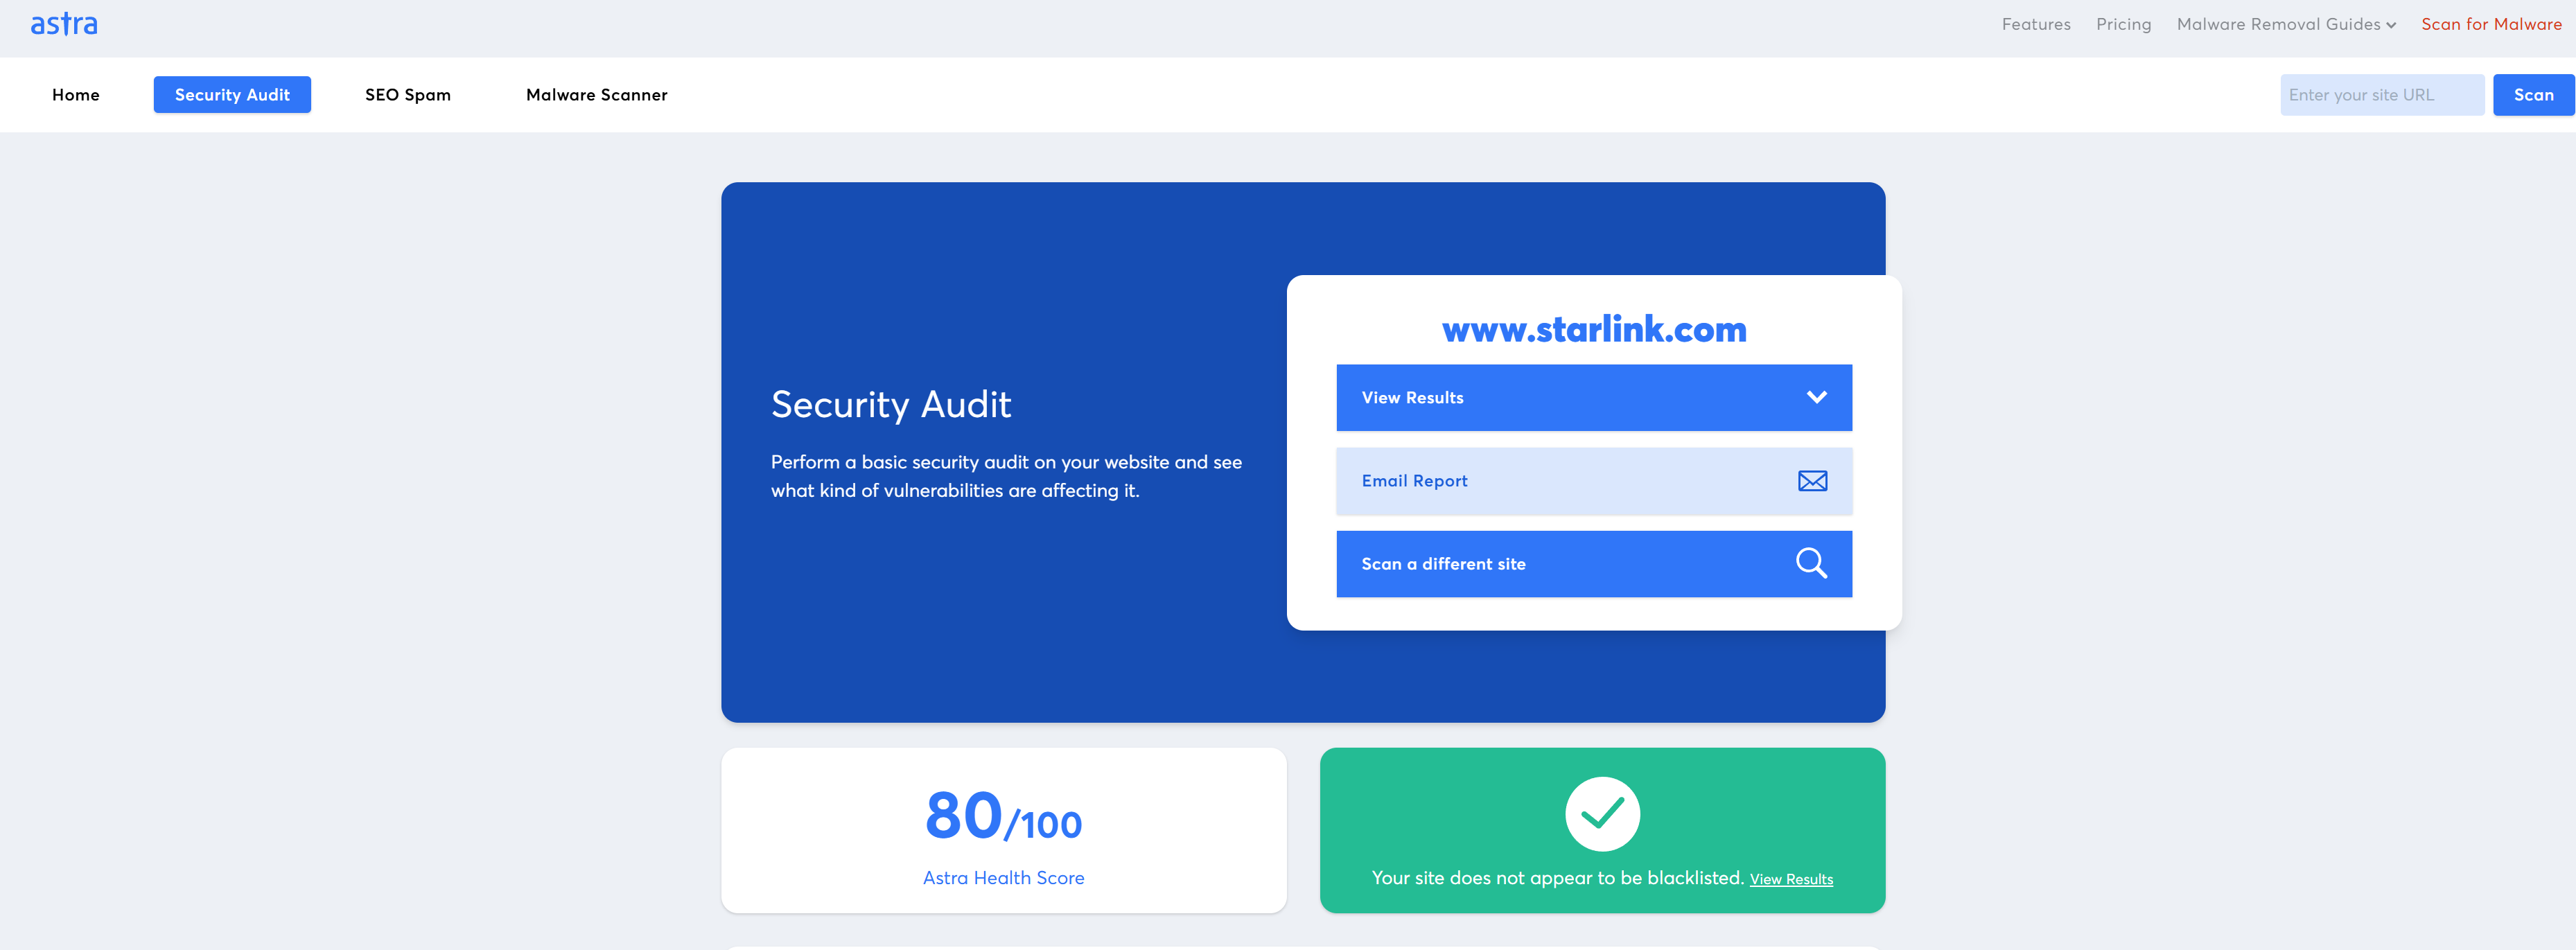 astra
Features Pricing Malware Removal Guides Scan for Malware
Home Security Audit SEO Spam Malware Scanner Enter your site URL Scan
Security Audit
Perform a basic security audit on your website and see
what kind of vulnerabilities are affecting it.
www.starlink.com
View Results
Email Report
Scan a different site
80/100
Astra Health Score
Your site does not appear to be blacklisted. View Results